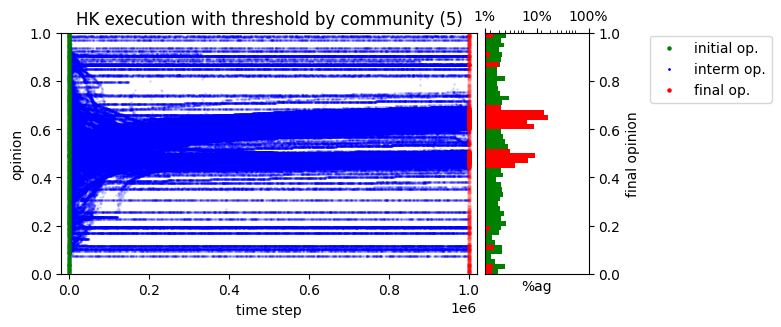 HK execution with threshold by community (5)
1% 10% 100%
1.0
0.8
0.6
0.4
0.2
0.0
opinion
0.0 0.2 0.4 0.6 0.8 1.0
1e6
time step
%ag
1.0
0.8
0.6
0.4
0.2
0.0
final opinion
initial op.
interm op.
final op.